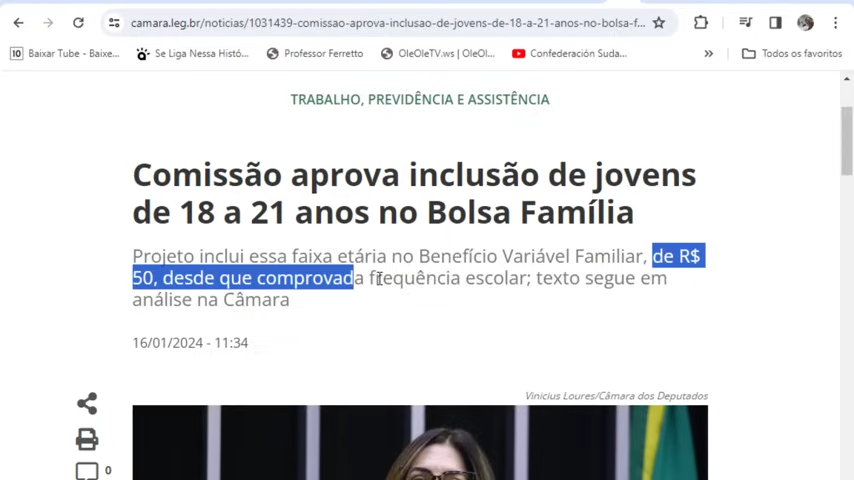 camara.leg.br/noticias/1031439-comissao-aprova-inclusao-de-jovens-de-18-a-21-anos-no-bolsa-f...
Baixar Tube - Baixe...
Se Liga Nessa Histó...
Professor Ferretto
OleOleTV.ws | OleOl...
Confederación Suda...
»
Todos os favoritos
TRABALHO, PREVIDÊNCIA E ASSISTÊNCIA
Comissão aprova inclusão de jovens
de 18 a 21 anos no Bolsa Família
Projeto inclui essa faixa etária no Benefício Variável Familiar, de R$
50, desde que comprovada frequência escolar; texto segue em
análise na Câmara
16/01/2024 - 11:34
Vinicius Loures/Câmara dos Deputados
0